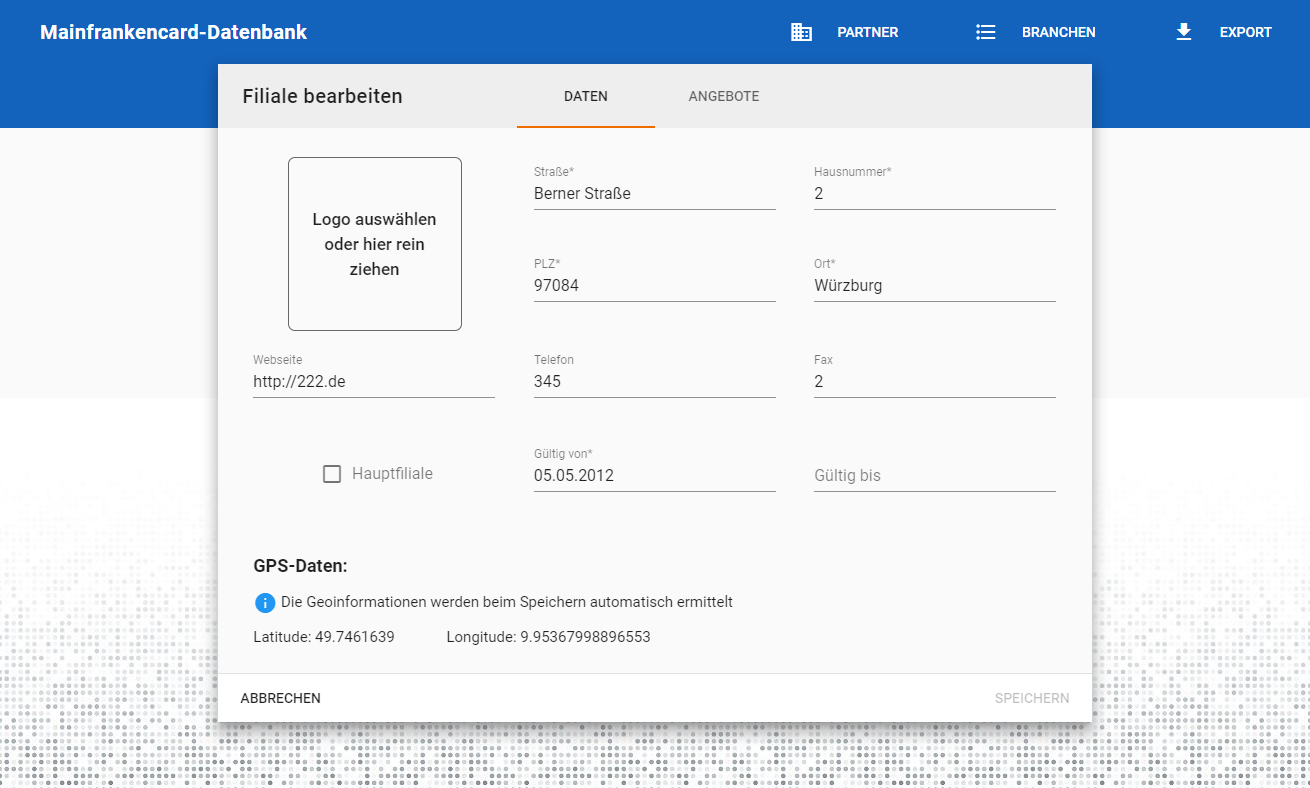 Mainfrankencard-Datenbank
PARTNER
BRANCHEN
EXPORT
Filiale bearbeiten
DATEN
ANGEBOTE
Logo auswählen
oder hier rein
ziehen
Straße*
Berner Straße
Hausnummer*
2
PLZ*
97084
Ort*
Würzburg
Webseite
http://222.de
Telefon
345
Fax
2
Hauptfiliale
Gültig von*
05.05.2012
Gültig bis
GPS-Daten:
Die Geoinformationen werden beim Speichern automatisch ermittelt
Latitude: 49.7461639
Longitude: 9.95367998896553
ABBRECHEN
SPEICHERN